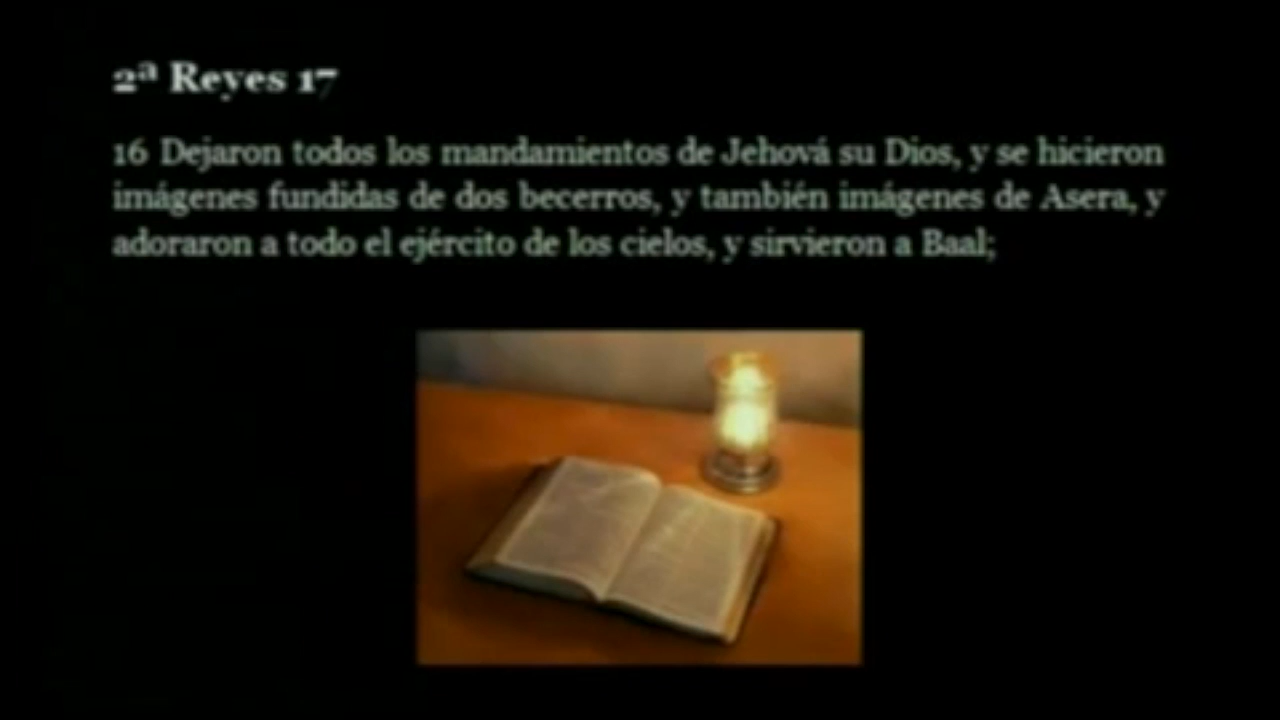 2ª Reyes 17
16 Dejaron todos los mandamientos de Jehová su Dios, y se hicieron
imágenes fundidas de dos becerros, y también imágenes de Asera, y
adoraron a todo el ejército de los cielos, y sirvieron a Baal;